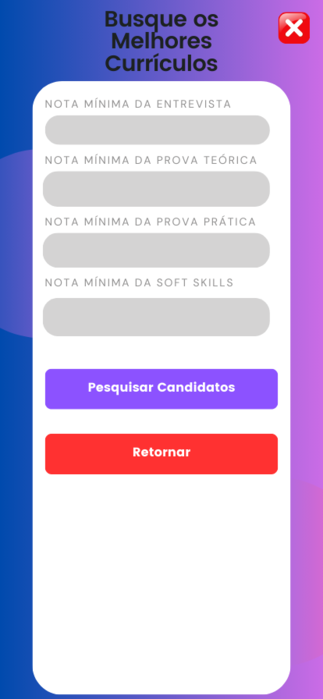 Busque os
Melhores
Currículos
NOTA MÍNIMA DA ENTREVISTA
NOTA MÍNIMA DA PROVA TEÓRICA
NOTA MÍNIMA DA PROVA PRÁTICA
NOTA MÍNIMA DA SOFT SKILLS
Pesquisar Candidatos
Retornar